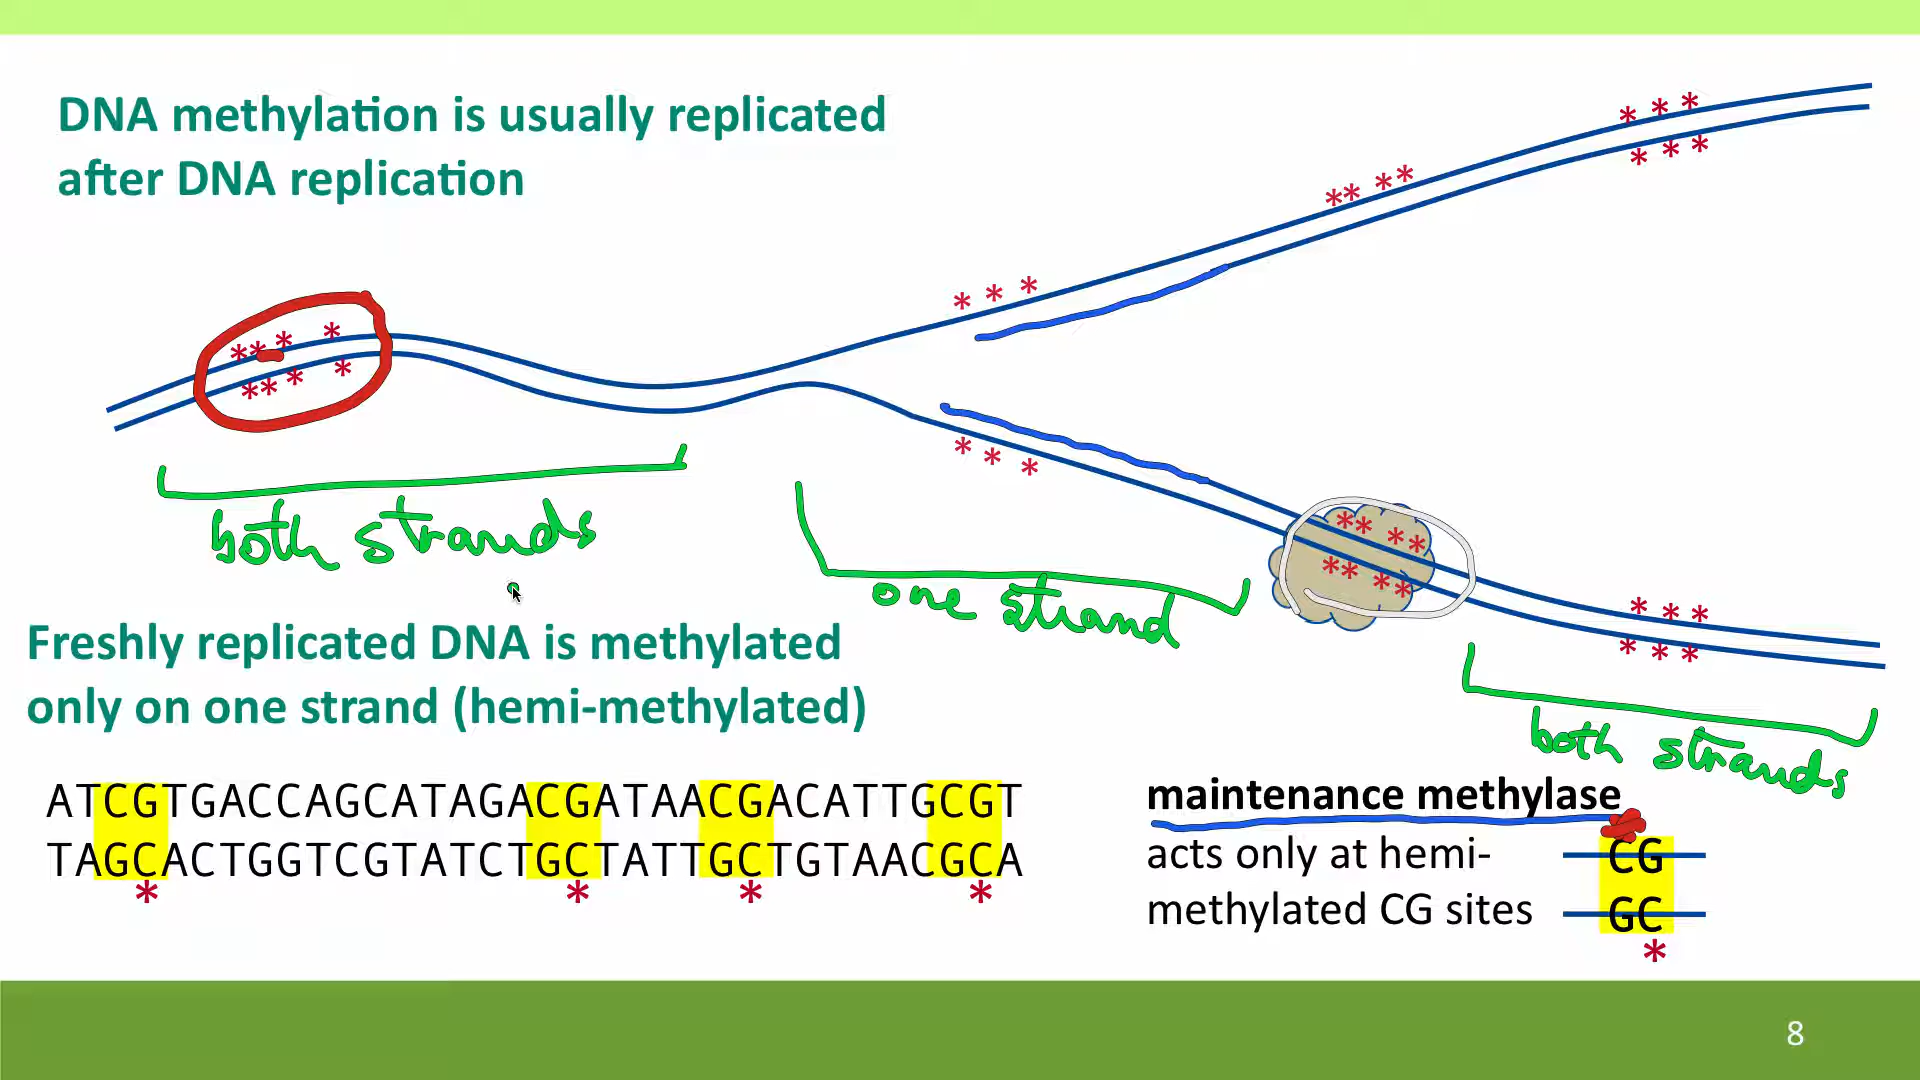 DNA methylation is usually replicated
after DNA replication
both strands
one strand
Freshly replicated DNA is methylated
only on one strand (hemi-methylated)
both strands
ATCGTGACCAGCATAGACGATAACGACATTGCGT
TAGCACTGGTCGTATCTGCTATTGCTGTAACGCA
* * * *
maintenance methylase
acts only at hemi-
methylated CG sites
CG
GC
*
8